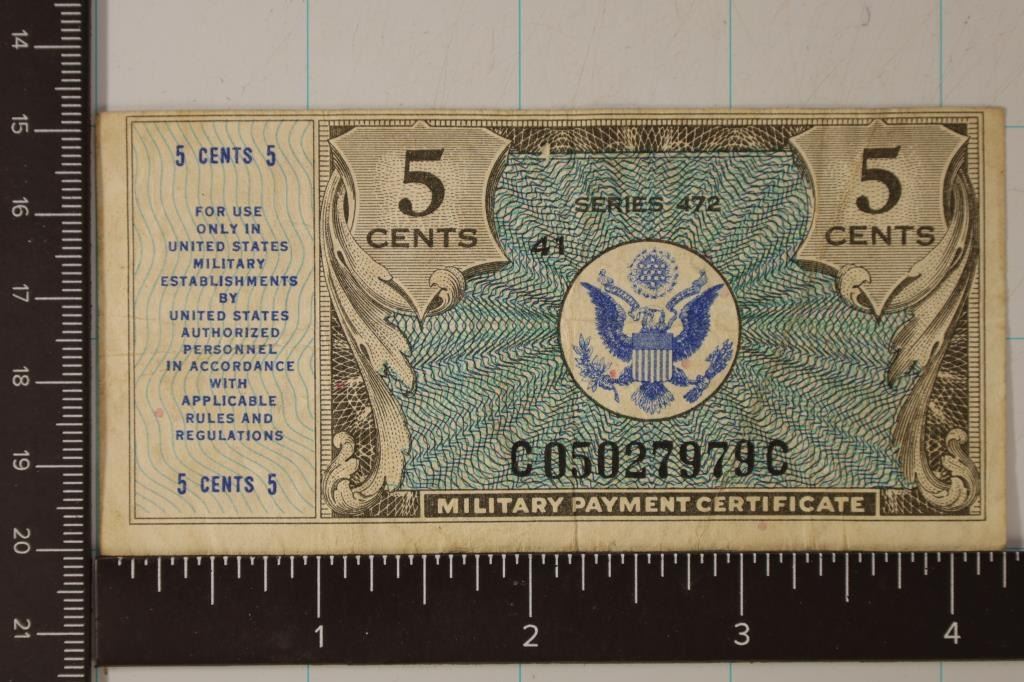 14
15
16
17
18
19
20
21
5 CENTS 5
FOR USE
ONLY IN
UNITED STATES
MILITARY
ESTABLISHMENTS
BY
UNITED STATES
AUTHORIZED
PERSONNEL
IN ACCORDANCE
WITH
APPLICABLE
RULES AND
REGULATIONS
5 CENTS 5
5
CENTS
SERIES 472
41
5
CENTS
C05027979C
MILITARY PAYMENT CERTIFICATE
1 2 3 4